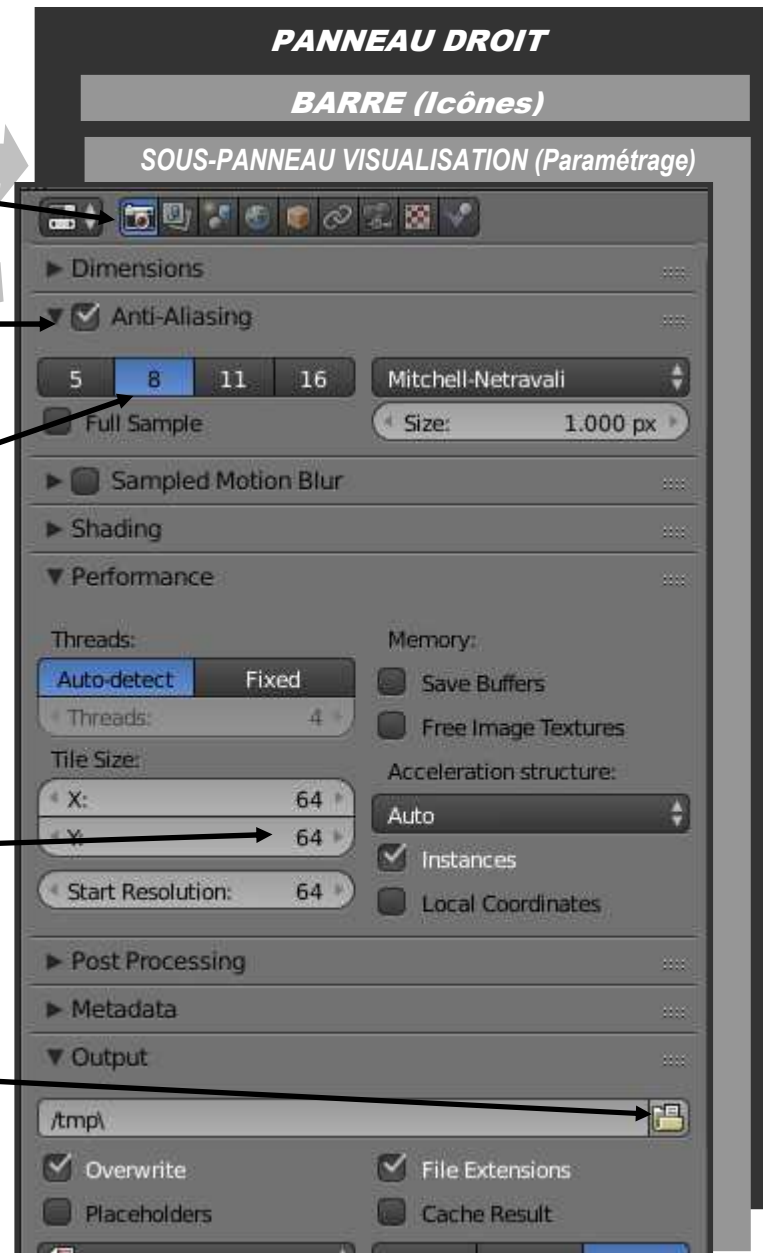 PANNEAU DROIT
BARRE (Icônes)
SOUS-PANNEAU VISUALISATION (Paramétrage)
Dimensions
Anti-Aliasing
5 8 11 16 Mitchell-Netravali
Full Sample Size: 1.000 px
Sampled Motion Blur
Shading
Performance
Threads: Memory:
Auto-detect Fixed Save Buffers
Threads: 4 Free Image Textures
Tile Size: Acceleration structure:
X: 64 Auto
Y: 64 Instances
Start Resolution: 64 Local Coordinates
Post Processing
Metadata
Output
/tmp\
Overwrite File Extensions
Placeholders Cache Result